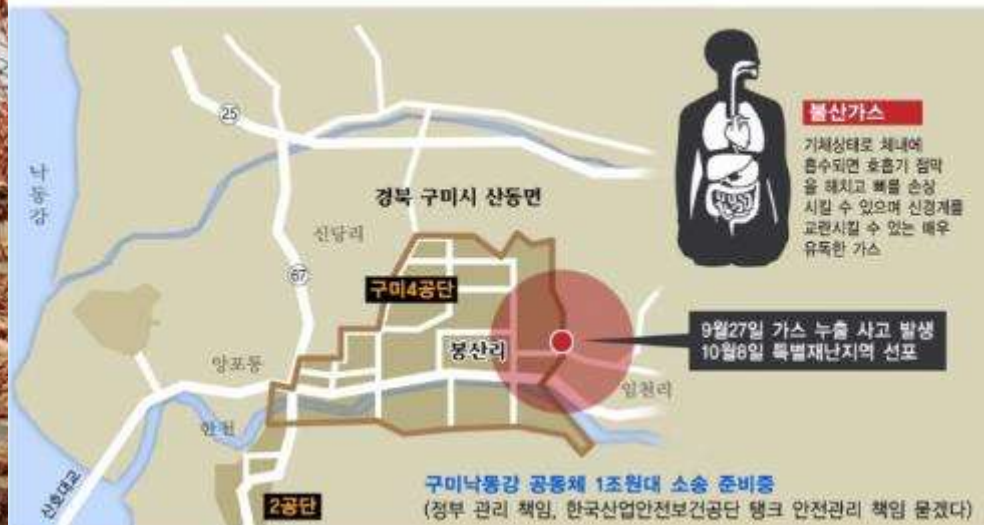 25
낙동강
경북 구미시 산동면
신당리
67
구미4공단
봉산리
양포동
한천
임천리
산호대교
2공단
불산가스
기체상태로 체내에
흡수되면 호흡기 점막
을 해치고 뼈를 손상
시킬 수 있으며 신경계를
교란시킬 수 있는 매우
유독한 가스
9월27일 가스 누출 사고 발생
10월8일 특별재난지역 선포
구미낙동강 공동체 1조원대 소송 준비중
(정부 관리 책임, 한국산업안전보건공단 탱크 안전관리 책임 묻겠다)